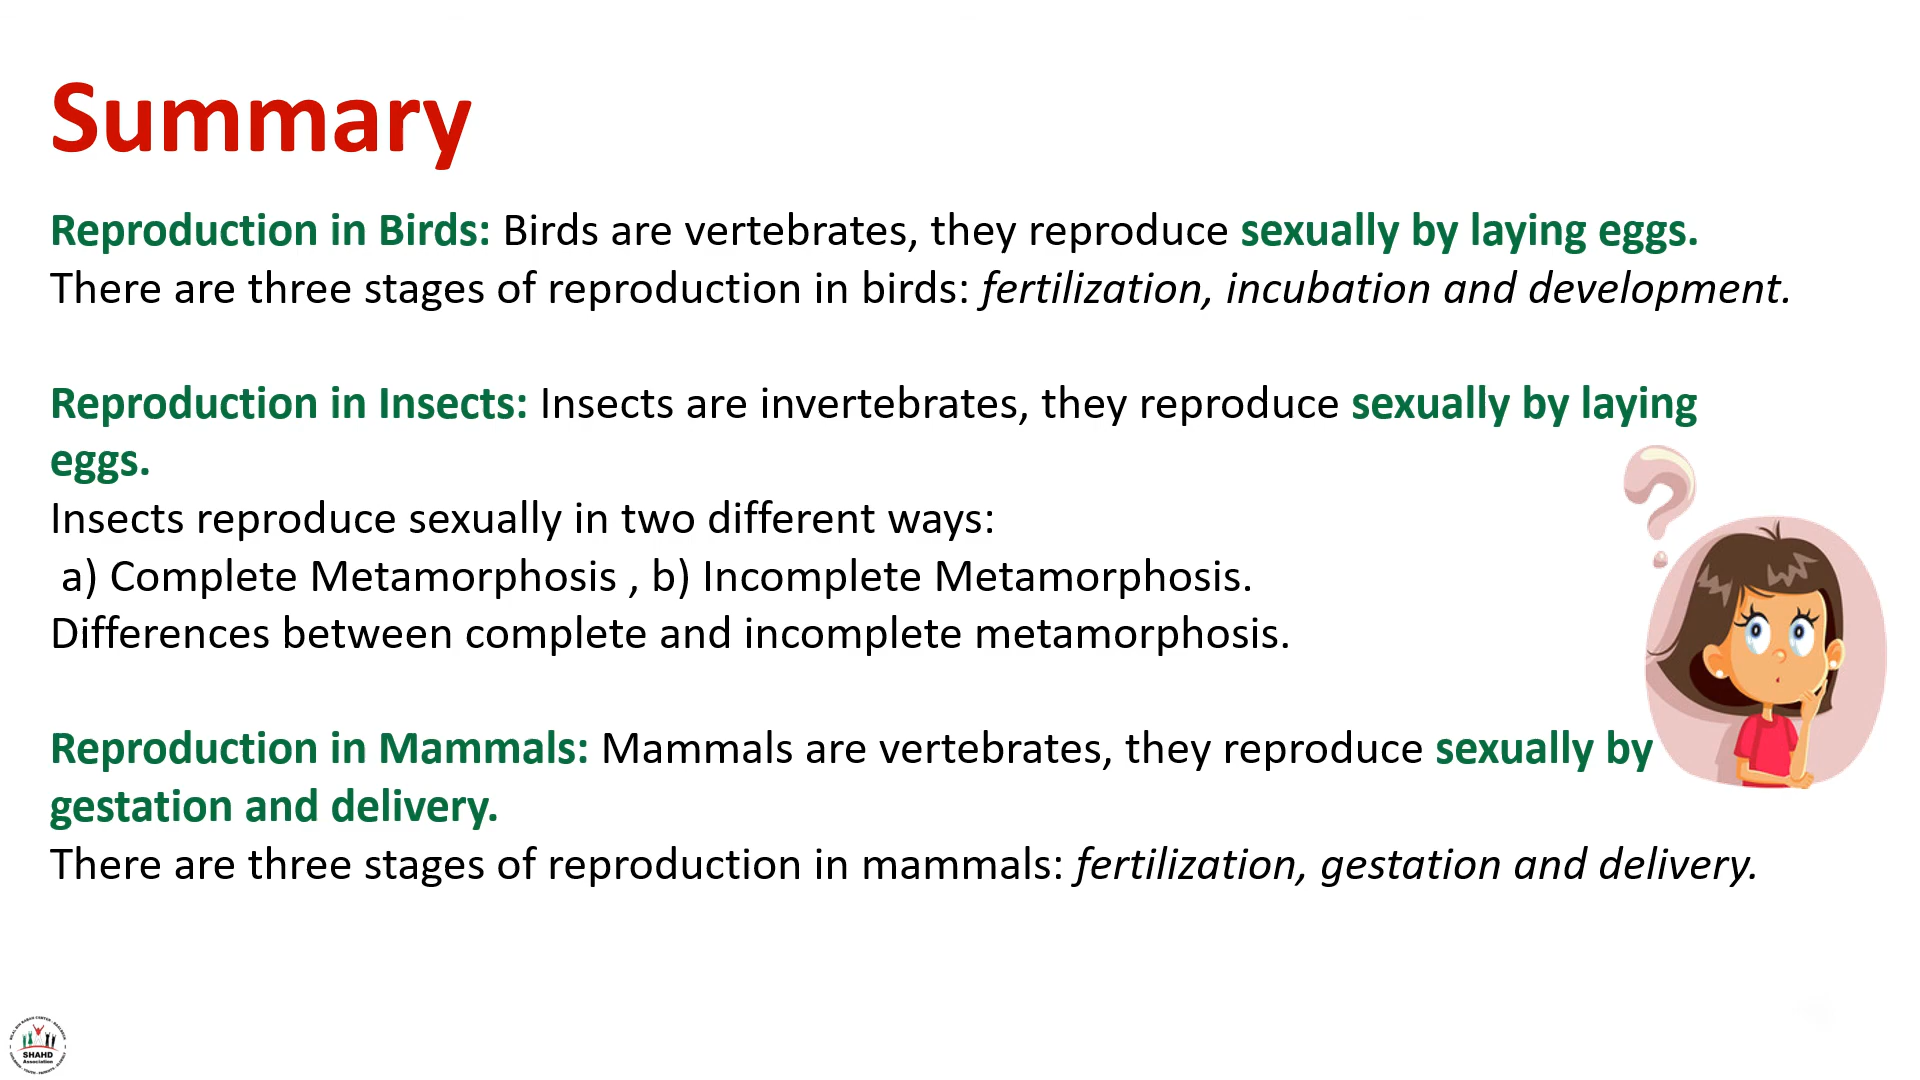 Summary
Reproduction in Birds: Birds are vertebrates, they reproduce sexually by laying eggs.
There are three stages of reproduction in birds: fertilization, incubation and development.
Reproduction in Insects: Insects are invertebrates, they reproduce sexually by laying
eggs.
Insects reproduce sexually in two different ways:
a) Complete Metamorphosis , b) Incomplete Metamorphosis.
Differences between complete and incomplete metamorphosis.
Reproduction in Mammals: Mammals are vertebrates, they reproduce sexually by
gestation and delivery.
There are three stages of reproduction in mammals: fertilization, gestation and delivery.
SHAHD
Association